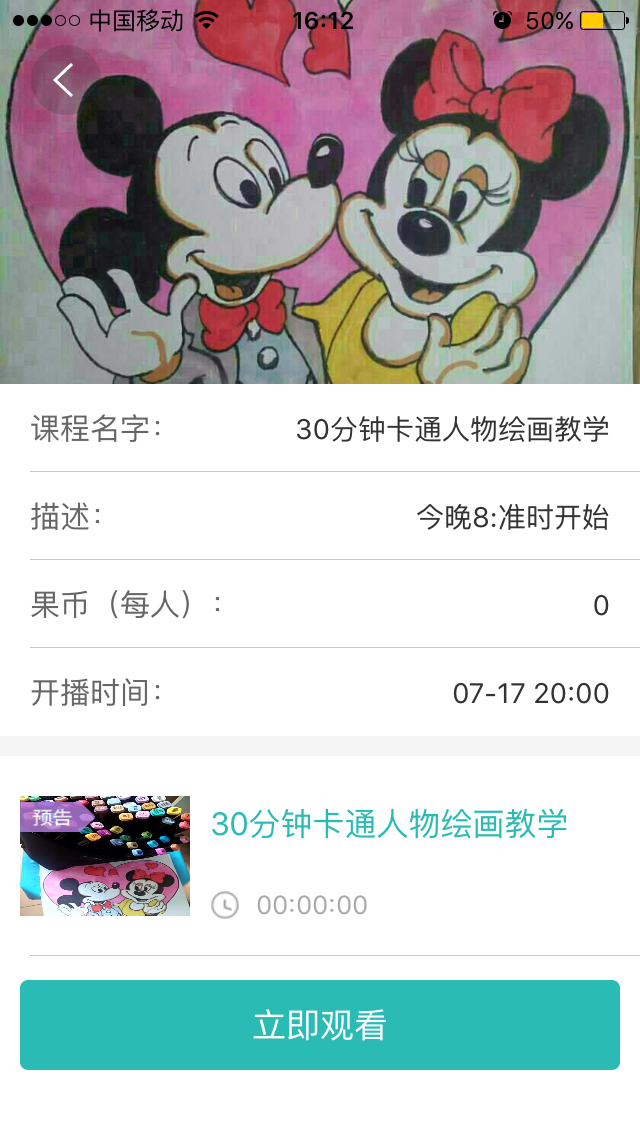 中国移动 16:12 50%
课程名字： 30分钟卡通人物绘画教学
描述： 今晚8:准时开始
果币（每人）： 0
开播时间： 07-17 20:00
预告
30分钟卡通人物绘画教学
00:00:00
立即观看